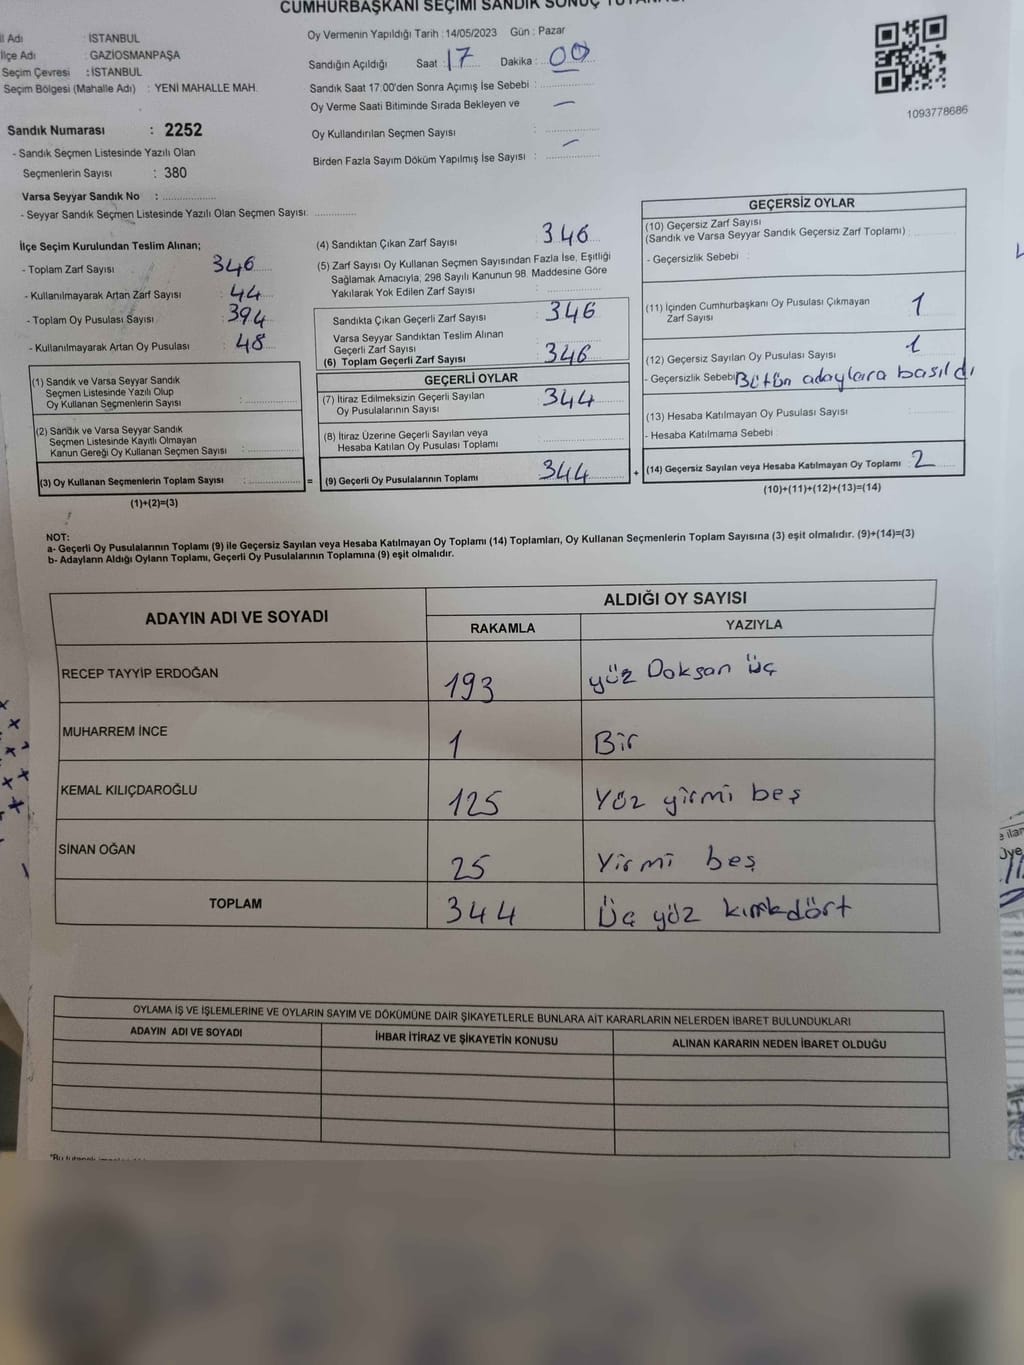 CUMHURBAŞKANI SEÇİMİ SANDIK SONUÇ
İl Adı : İSTANBUL
İlçe Adı : GAZİOSMANPAŞA
Seçim Çevresi : İSTANBUL
Seçim Bölgesi (Mahalle Adı) : YENİ MAHALLE MAH.
Oy Vermenin Yapıldığı Tarih : 14/05/2023 Gün : Pazar
Sandığın Açıldığı Saat : 17 Dakika : 00
Sandık Saat 17:00'den Sonra Açımış İse Sebebi :
Oy Verme Saati Bitiminde Sırada Bekleyen ve —
Oy Kullandırılan Seçmen Sayısı :
Birden Fazla Sayım Döküm Yapılmış İse Sayısı : —
1093778686
Sandık Numarası : 2252
- Sandık Seçmen Listesinde Yazılı Olan
Seçmenlerin Sayısı : 380
Varsa Seyyar Sandık No :
- Seyyar Sandık Seçmen Listesinde Yazılı Olan Seçmen Sayısı:
İlçe Seçim Kurulundan Teslim Alınan;
- Toplam Zarf Sayısı : 346
- Kullanılmayarak Artan Zarf Sayısı : 44
- Toplam Oy Pusulası Sayısı : 394
- Kullanılmayarak Artan Oy Pusulası : 48
(1) Sandık ve Varsa Seyyar Sandık
Seçmen Listesinde Yazılı Olup
Oy Kullanan Seçmenlerin Sayısı :
(2) Sandık ve Varsa Seyyar Sandık
Seçmen Listesinde Kayıtlı Olmayan
Kanun Gereği Oy Kullanan Seçmen Sayısı :
(3) Oy Kullanan Seçmenlerin Toplam Sayısı :
(1)+(2)=(3)
=
(4) Sandıktan Çıkan Zarf Sayısı : 346
(5) Zarf Sayısı Oy Kullanan Seçmen Sayısından Fazla İse, Eşitliği
Sağlamak Amacıyla, 298 Sayılı Kanunun 98. Maddesine Göre
Yakılarak Yok Edilen Zarf Sayısı :
Sandıkta Çıkan Geçerli Zarf Sayısı : 346
Varsa Seyyar Sandıktan Teslim Alınan
Geçerli Zarf Sayısı :
(6) Toplam Geçerli Zarf Sayısı : 346
GEÇERLİ OYLAR
(7) İtiraz Edilmeksizin Geçerli Sayılan
Oy Pusulalarının Sayısı : 344
(8) İtiraz Üzerine Geçerli Sayılan veya
Hesaba Katılan Oy Pusulası Toplamı :
(9) Geçerli Oy Pusulalarının Toplamı : 344
+
GEÇERSİZ OYLAR
(10) Geçersiz Zarf Sayısı
(Sandık ve Varsa Seyyar Sandık Geçersiz Zarf Toplamı) :
- Geçersizlik Sebebi :
(11) İçinden Cumhurbaşkanı Oy Pusulası Çıkmayan
Zarf Sayısı : 1
(12) Geçersiz Sayılan Oy Pusulası Sayısı : 1
- Geçersizlik Sebebi Bütün adaylara basıldı
(13) Hesaba Katılmayan Oy Pusulası Sayısı :
- Hesaba Katılmama Sebebi :
(14) Geçersiz Sayılan veya Hesaba Katılmayan Oy Toplamı : 2
(10)+(11)+(12)+(13)=(14)
NOT:
a- Geçerli Oy Pusulalarının Toplamı (9) ile Geçersiz Sayılan veya Hesaba Katılmayan Oy Toplamı (14) Toplamları, Oy Kullanan Seçmenlerin Toplam Sayısına (3) eşit olmalıdır. (9)+(14)=(3)
b- Adayların Aldığı Oyların Toplamı, Geçerli Oy Pusulalarının Toplamına (9) eşit olmalıdır.
ADAYIN ADI VE SOYADI ALDIĞI OY SAYISI
RAKAMLA YAZIYLA
RECEP TAYYİP ERDOĞAN 193 yüz Doksan üç
MUHARREM İNCE 1 Bir
KEMAL KILIÇDAROĞLU 125 Yüz yirmi beş
SİNAN OĞAN 25 Yirmi beş
TOPLAM 344 Üç yüz kırkdört
OYLAMA İŞ VE İŞLEMLERİNE VE OYLARIN SAYIM VE DÖKÜMÜNE DAİR ŞİKAYETLERLE BUNLARA AİT KARARLARIN NELERDEN İBARET BULUNDUKLARI
ADAYIN ADI VE SOYADI İHBAR İTİRAZ VE ŞİKAYETİN KONUSU ALINAN KARARIN NEDEN İBARET OLDUĞU